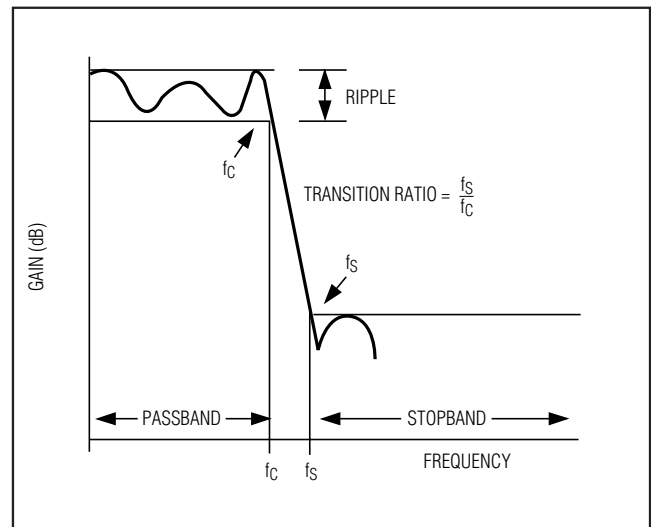 RIPPLE
fC
TRANSITION RATIO = fS/fC
GAIN (dB)
fS
PASSBAND
STOPBAND
fC
fS
FREQUENCY